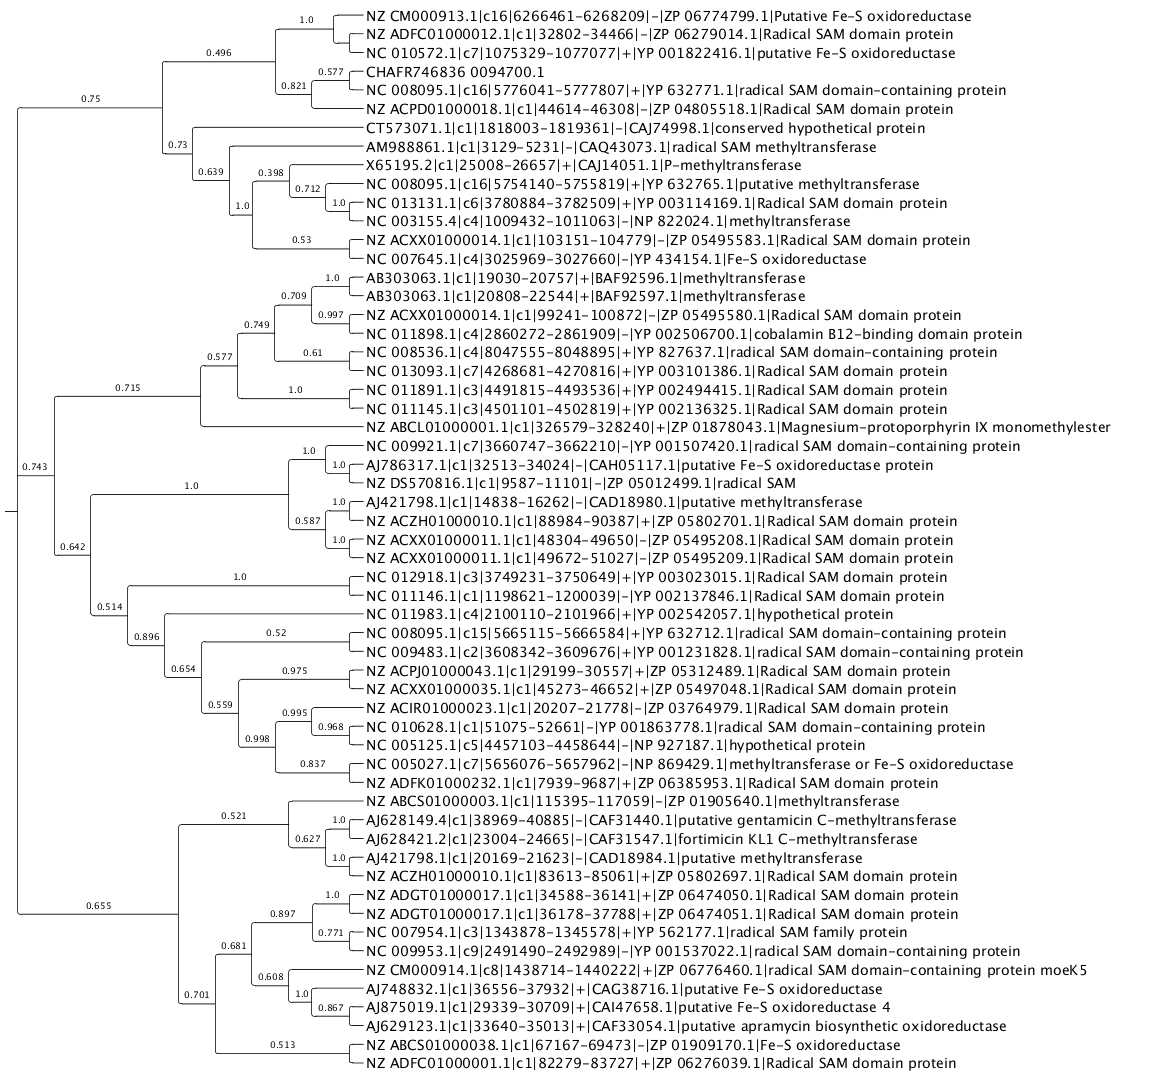 1.0
NZ CM000913.1|c16|6266461-6268209|-|ZP 06774799.1|Putative Fe-S oxidoreductase
NZ ADFC01000012.1|c1|32802-34466|-|ZP 06279014.1|Radical SAM domain protein
0.496
NC 010572.1|c7|1075329-1077077|+|YP 001822416.1|putative Fe-S oxidoreductase
0.577
CHAFR746836 0094700.1
0.821
NC 008095.1|c16|5776041-5777807|+|YP 632771.1|radical SAM domain-containing protein
0.75
NZ ACPD01000018.1|c1|44614-46308|-|ZP 04805518.1|Radical SAM domain protein
CT573071.1|c1|1818003-1819361|-|CAJ74998.1|conserved hypothetical protein
0.73
AM988861.1|c1|3129-5231|-|CAQ43073.1|radical SAM methyltransferase
X65195.2|c1|25008-26657|+|CAJ14051.1|P-methyltransferase
0.639
0.398
NC 008095.1|c16|5754140-5755819|+|YP 632765.1|putative methyltransferase
0.712
NC 013131.1|c6|3780884-3782509|+|YP 003114169.1|Radical SAM domain protein
1.0
1.0
NC 003155.4|c4|1009432-1011063|-|NP 822024.1|methyltransferase
0.53
NZ ACXX01000014.1|c1|103151-104779|-|ZP 05495583.1|Radical SAM domain protein
NC 007645.1|c4|3025969-3027660|-|YP 434154.1|Fe-S oxidoreductase
1.0
AB303063.1|c1|19030-20757|+|BAF92596.1|methyltransferase
0.709
AB303063.1|c1|20808-22544|+|BAF92597.1|methyltransferase
0.997
NZ ACXX01000014.1|c1|99241-100872|-|ZP 05495580.1|Radical SAM domain protein
0.749
NC 011898.1|c4|2860272-2861909|-|YP 002506700.1|cobalamin B12-binding domain protein
0.61
NC 008536.1|c4|8047555-8048895|+|YP 827637.1|radical SAM domain-containing protein
0.577
NC 013093.1|c7|4268681-4270816|+|YP 003101386.1|Radical SAM domain protein
0.715
1.0
NC 011891.1|c3|4491815-4493536|+|YP 002494415.1|Radical SAM domain protein
NC 011145.1|c3|4501101-4502819|+|YP 002136325.1|Radical SAM domain protein
NZ ABCL01000001.1|c1|326579-328240|+|ZP 01878043.1|Magnesium-protoporphyrin IX monomethylester
1.0
NC 009921.1|c7|3660747-3662210|-|YP 001507420.1|radical SAM domain-containing protein
0.743
1.0
AJ786317.1|c1|32513-34024|-|CAH05117.1|putative Fe-S oxidoreductase protein
NZ DS570816.1|c1|9587-11101|-|ZP 05012499.1|radical SAM
1.0
1.0
AJ421798.1|c1|14838-16262|-|CAD18980.1|putative methyltransferase
0.587
NZ ACZH01000010.1|c1|88984-90387|+|ZP 05802701.1|Radical SAM domain protein
1.0
NZ ACXX01000011.1|c1|48304-49650|-|ZP 05495208.1|Radical SAM domain protein
0.642
NZ ACXX01000011.1|c1|49672-51027|-|ZP 05495209.1|Radical SAM domain protein
1.0
NC 012918.1|c3|3749231-3750649|+|YP 003023015.1|Radical SAM domain protein
NC 011146.1|c1|1198621-1200039|-|YP 002137846.1|Radical SAM domain protein
0.514
NC 011983.1|c4|2100110-2101966|+|YP 002542057.1|hypothetical protein
0.896
0.52
NC 008095.1|c15|5665115-5666584|+|YP 632712.1|radical SAM domain-containing protein
NC 009483.1|c2|3608342-3609676|+|YP 001231828.1|radical SAM domain-containing protein
0.654
0.975
NZ ACPJ01000043.1|c1|29199-30557|+|ZP 05312489.1|Radical SAM domain protein
NZ ACXX01000035.1|c1|45273-46652|+|ZP 05497048.1|Radical SAM domain protein
0.559
0.995
NZ ACIR01000023.1|c1|20207-21778|-|ZP 03764979.1|Radical SAM domain protein
0.968
NC 010628.1|c1|51075-52661|-|YP 001863778.1|radical SAM domain-containing protein
0.998
NC 005125.1|c5|4457103-4458644|-|NP 927187.1|hypothetical protein
0.837
NC 005027.1|c7|5656076-5657962|-|NP 869429.1|methyltransferase or Fe-S oxidoreductase
NZ ADFK01000232.1|c1|7939-9687|+|ZP 06385953.1|Radical SAM domain protein
NZ ABCS01000003.1|c1|115395-117059|-|ZP 01905640.1|methyltransferase
0.521
1.0
AJ628149.4|c1|38969-40885|-|CAF31440.1|putative gentamicin C-methyltransferase
0.627
AJ628421.2|c1|23004-24665|-|CAF31547.1|fortimicin KL1 C-methyltransferase
1.0
AJ421798.1|c1|20169-21623|-|CAD18984.1|putative methyltransferase
NZ ACZH01000010.1|c1|83613-85061|+|ZP 05802697.1|Radical SAM domain protein
1.0
NZ ADGT01000017.1|c1|34588-36141|+|ZP 06474050.1|Radical SAM domain protein
0.655
0.897
NZ ADGT01000017.1|c1|36178-37788|+|ZP 06474051.1|Radical SAM domain protein
0.771
NC 007954.1|c3|1343878-1345578|+|YP 562177.1|radical SAM family protein
0.681
NC 009953.1|c9|2491490-2492989|-|YP 001537022.1|radical SAM domain-containing protein
0.608
NZ CM000914.1|c8|1438714-1440222|+|ZP 06776460.1|radical SAM domain-containing protein moeK5
0.701
1.0
AJ748832.1|c1|36556-37932|+|CAG38716.1|putative Fe-S oxidoreductase
0.867
AJ875019.1|c1|29339-30709|+|CAI47658.1|putative Fe-S oxidoreductase 4
AJ629123.1|c1|33640-35013|+|CAF33054.1|putative apramycin biosynthetic oxidoreductase
0.513
NZ ABCS01000038.1|c1|67167-69473|-|ZP 01909170.1|Fe-S oxidoreductase
NZ ADFC01000001.1|c1|82279-83727|+|ZP 06276039.1|Radical SAM domain protein